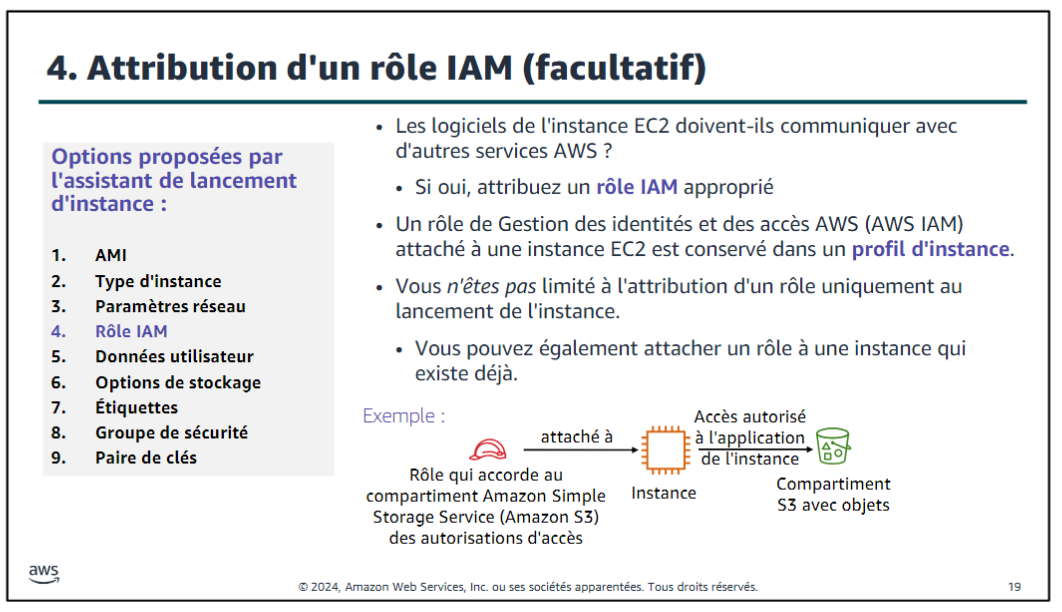 4. Attribution d'un rôle IAM (facultatif)
Options proposées par
l'assistant de lancement
d'instance :
1. AMI
2. Type d'instance
3. Paramètres réseau
4. Rôle IAM
5. Données utilisateur
6. Options de stockage
7. Étiquettes
8. Groupe de sécurité
9. Paire de clés
• Les logiciels de l'instance EC2 doivent-ils communiquer avec
d'autres services AWS ?
• Si oui, attribuez un rôle IAM approprié
• Un rôle de Gestion des identités et des accès AWS (AWS IAM)
attaché à une instance EC2 est conservé dans un profil d'instance.
• Vous n'êtes pas limité à l'attribution d'un rôle uniquement au
lancement de l'instance.
• Vous pouvez également attacher un rôle à une instance qui
existe déjà.
Exemple :
attaché à
Accès autorisé
à l'application
de l'instance
Rôle qui accorde au
compartiment Amazon Simple
Storage Service (Amazon S3)
des autorisations d'accès
Instance
Compartiment
S3 avec objets
aws
© 2024, Amazon Web Services, Inc. ou ses sociétés apparentées. Tous droits réservés.
19